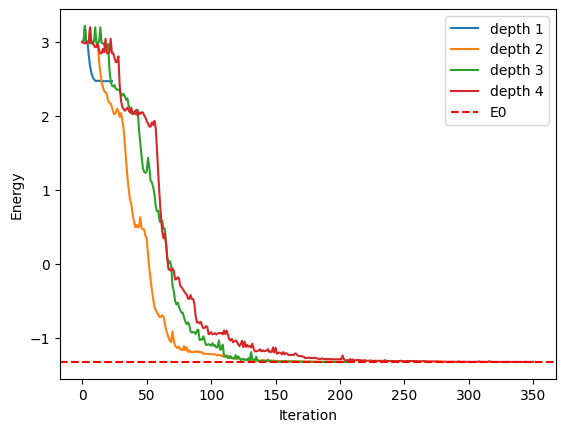 depth 1
depth 2
depth 3
depth 4
E0
3
2
1
0
−1
Energy
0
50
100
150
200
250
300
350
Iteration